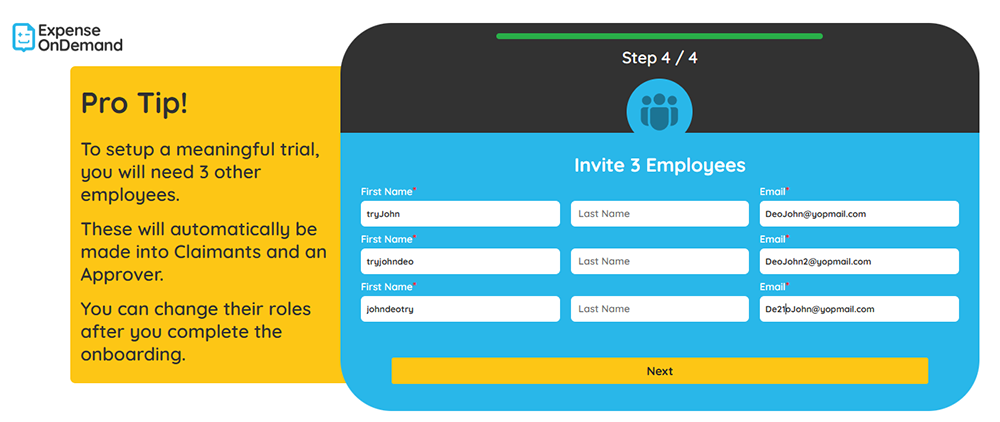 Expense
OnDemand
Pro Tip!
To setup a meaningful trial,
you will need 3 other
employees.
These will automatically be
made into Claimants and an
Approver.
You can change their roles
after you complete the
onboarding.
Step 4 / 4
Invite 3 Employees
First Name* Email*
tryJohn Last Name DeoJohn@yopmail.com
First Name* Email*
tryjohndeo Last Name DeoJohn2@yopmail.com
First Name* Email*
johndeotry Last Name De21oJohn@yopmail.com
Next